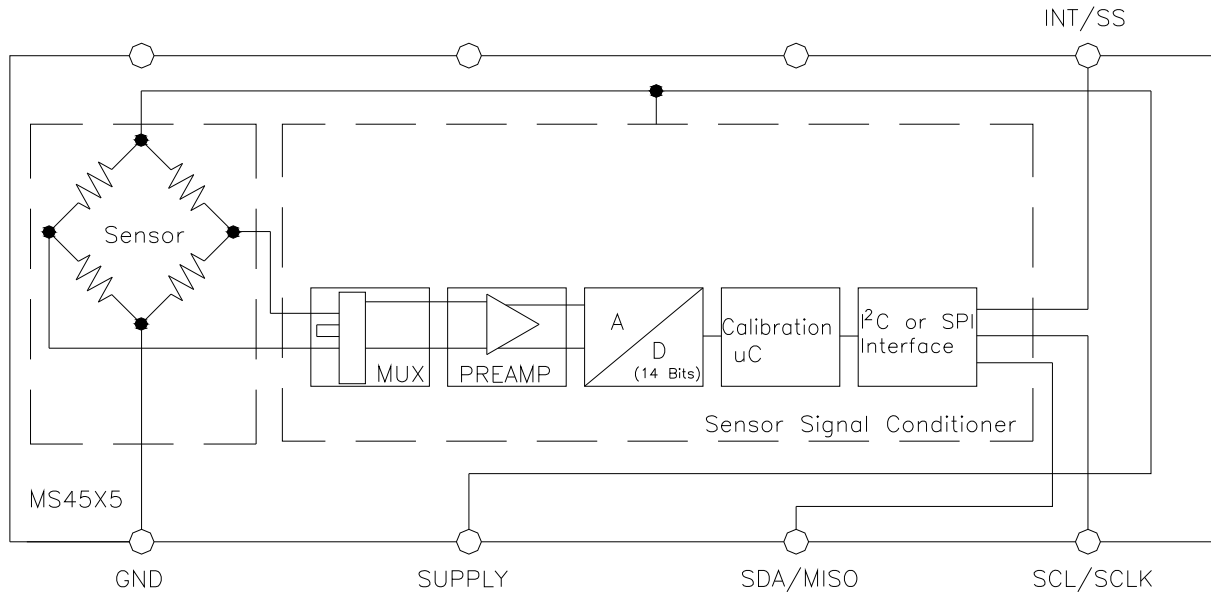 INT/SS
Sensor
A
D
(14 Bits)
Calibration
uC
I²C or SPI
Interface
MUX
PREAMP
Sensor Signal Conditioner
MS45X5
GND
SUPPLY
SDA/MISO
SCL/SCLK